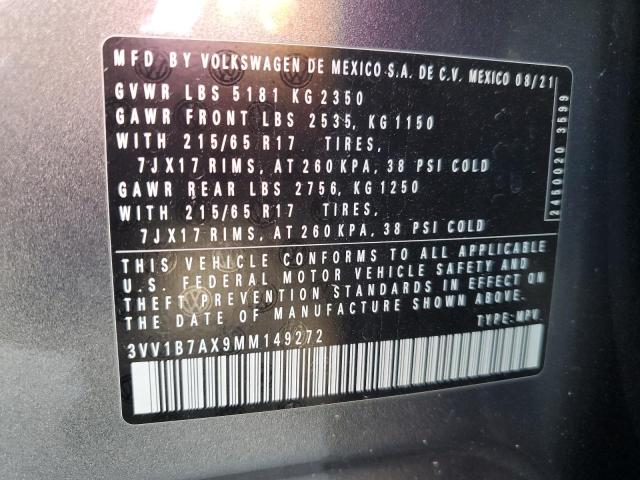 MFD BY VOLKSWAGEN DE MEXICO S.A. DE C.V. MEXICO 08/21
GVWR LBS 5181 KG 2350
GAWR FRONT LBS 2535, KG 1150
WITH 215/65 R17 TIRES,
7JX17 RIMS, AT 260 KPA, 38 PSI COLD
GAWR REAR LBS 2756, KG 1250
WITH 215/65 R17 TIRES,
7JX17 RIMS, AT 260 KPA, 38 PSI COLD
THIS VEHICLE CONFORMS TO ALL APPLICABLE
U.S. FEDERAL MOTOR VEHICLE SAFETY AND
THEFT PREVENTION STANDARDS IN EFFECT ON
THE DATE OF MANUFACTURE SHOWN ABOVE.
3VV1B7AX9MM149272
TYPE: MPV
2450020 3599